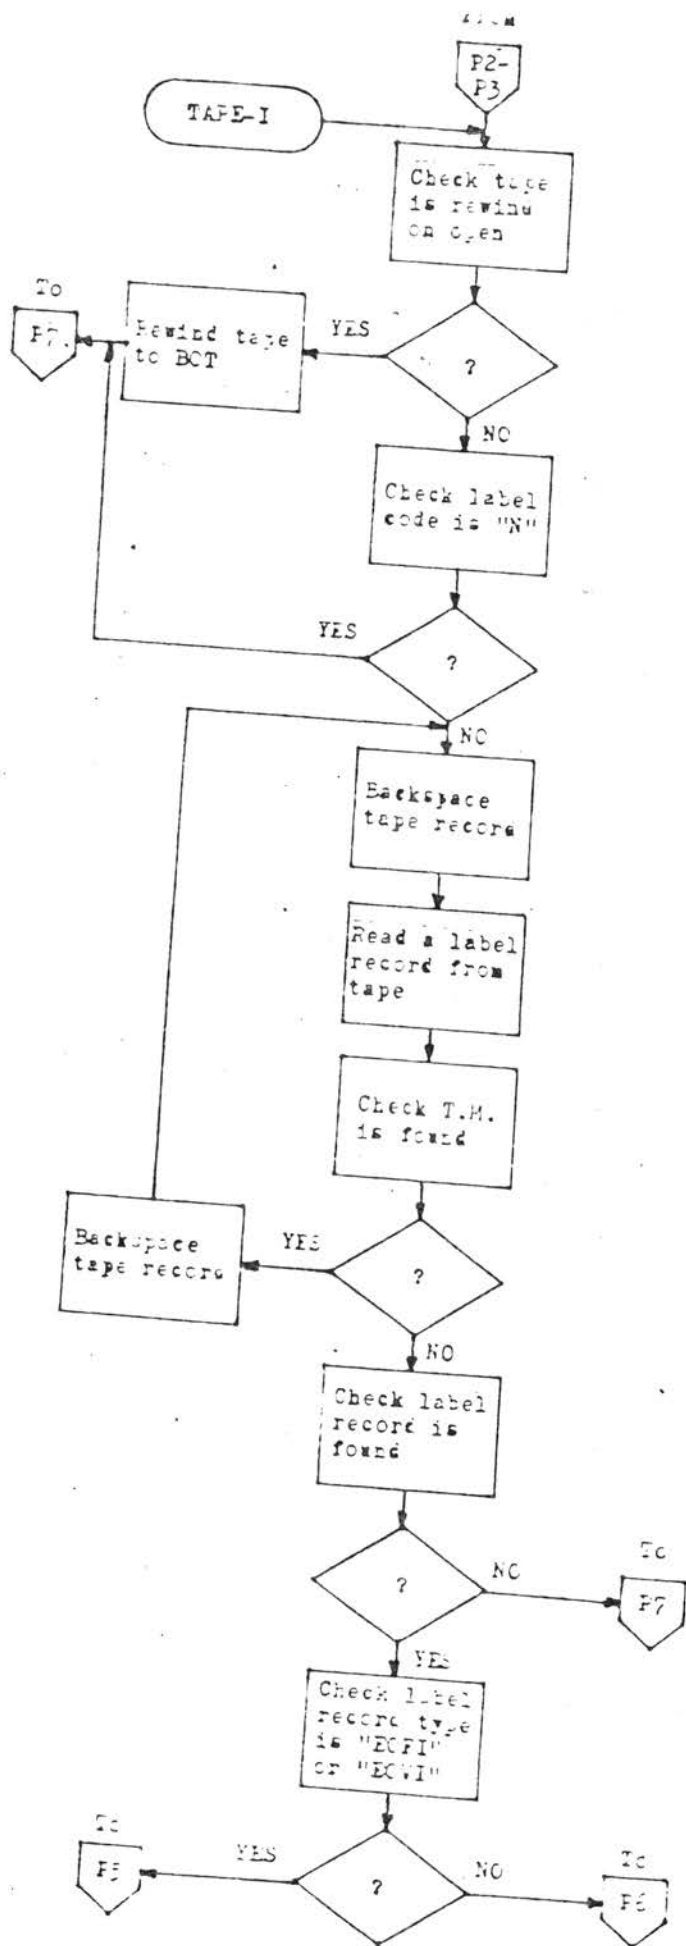 P2-
P3
TAPE-I
Check tape
is rewind
on open
To
P7.
Rewind tape
to BOT
YES
?
NO
Check label
code is "N"
YES
?
NO
Backspace
tape record
Read a label
record from
tape
Check T.M.
is found
Backspace
tape record
YES
?
NO
Check label
record is
found
?
NO
To
P7
YES
Check label
record type
is
or
To
P5
YES
?
NO
To
P6